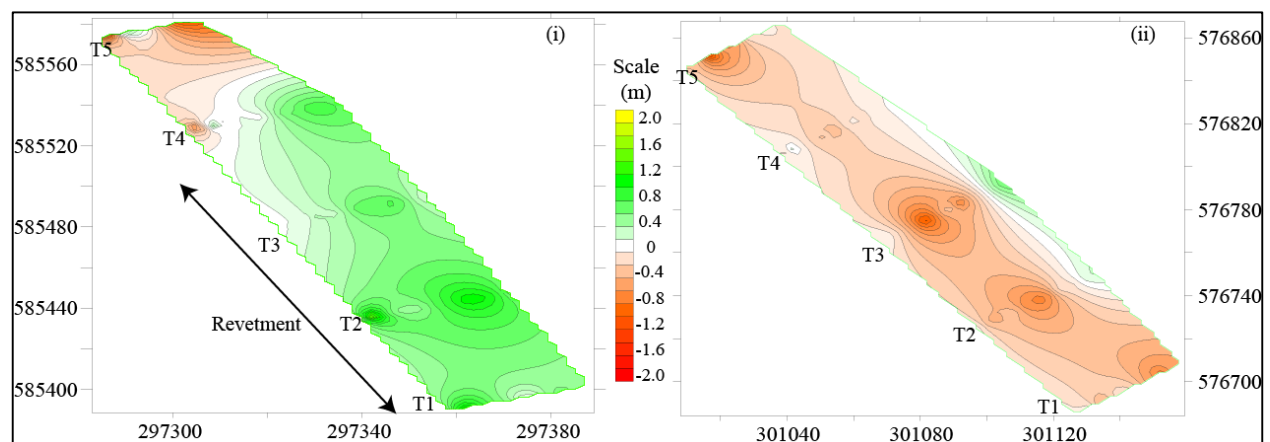 (i)
T5
T4
T3
T2
T1
Revetment
585560
585520
585480
585440
585400
297300
297340
297380
Scale
(m)
2.0
1.6
1.2
0.8
0.4
0
-0.4
-0.8
-1.2
-1.6
-2.0
(ii)
T5
T4
T3
T2
T1
576860
576820
576780
576740
576700
301040
301080
301120